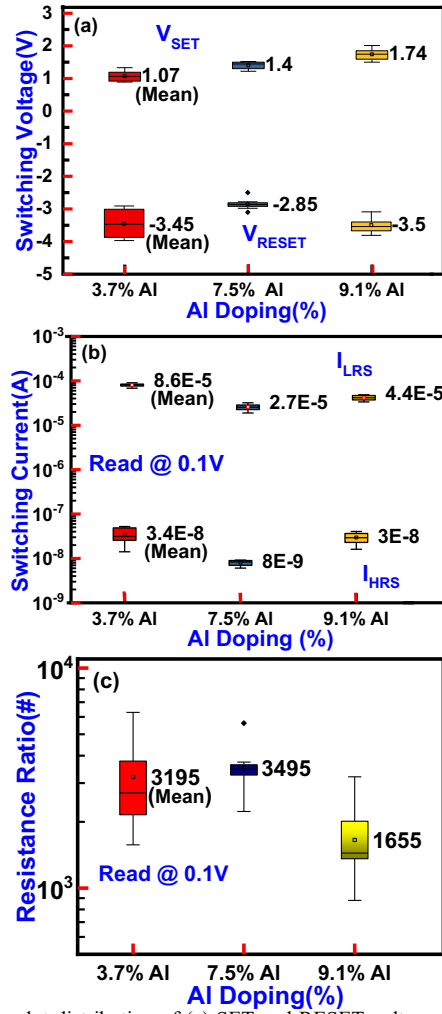 (a)
V_SET
3
2
1
0
-1
-2
-3
-4
-5
Switching Voltage(V)
1.07
(Mean)
1.4
1.74
-3.45
(Mean)
-2.85
-3.5
V_RESET
3.7% Al 7.5% Al 9.1% Al
Al Doping(%)
(b)
I_LRS
10^-3
10^-4
10^-5
10^-6
10^-7
10^-8
10^-9
Switching Current(A)
8.6E-5
(Mean)
2.7E-5
4.4E-5
Read @ 0.1V
3.4E-8
(Mean)
8E-9
3E-8
I_HRS
3.7% Al 7.5% Al 9.1% Al
Al Doping (%)
(c)
10^4
10^3
Resistance Ratio(#)
3195
(Mean)
3495
1655
Read @ 0.1V
3.7% Al 7.5% Al 9.1% Al
Al Doping(%)